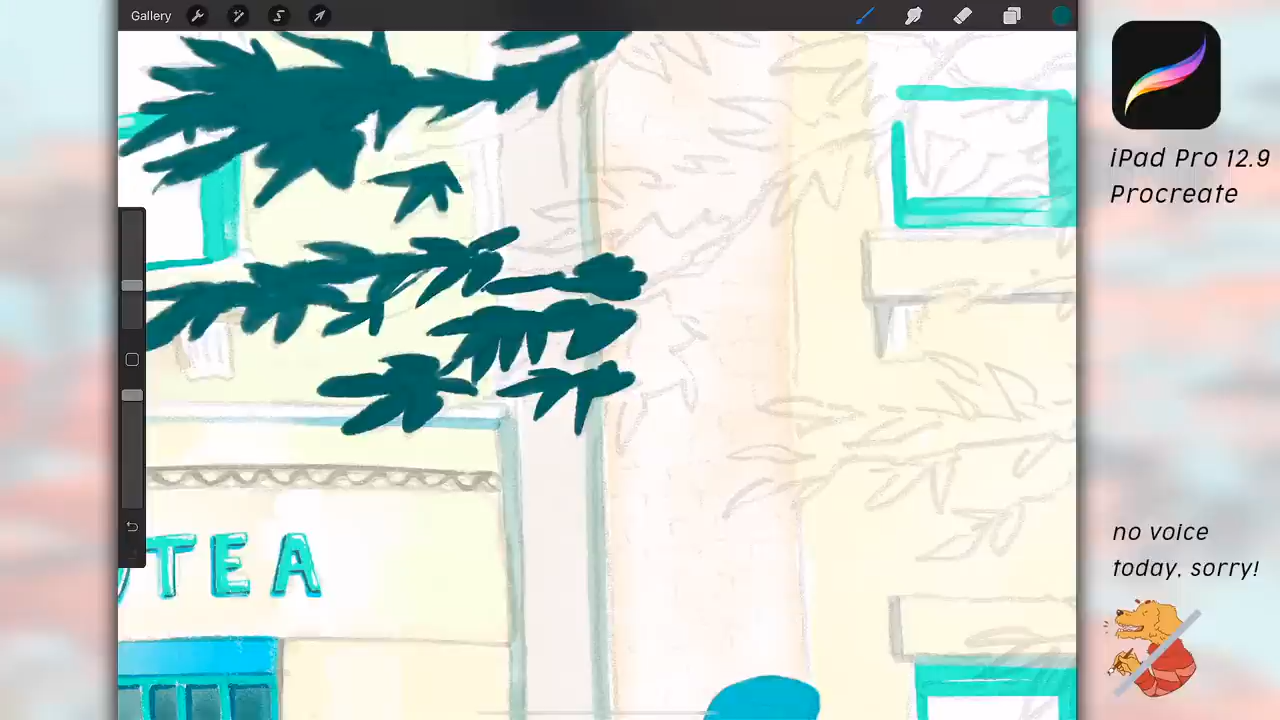 Gallery
iPad Pro 12.9
Procreate
TEA
no voice
today, sorry!